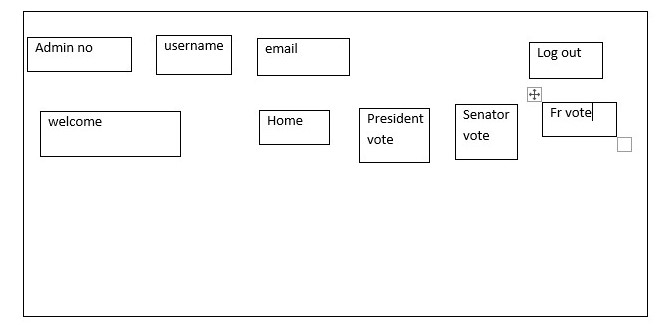 Admin no
username
email
Log out
welcome
Home
President
vote
Senator
vote
Fr vote